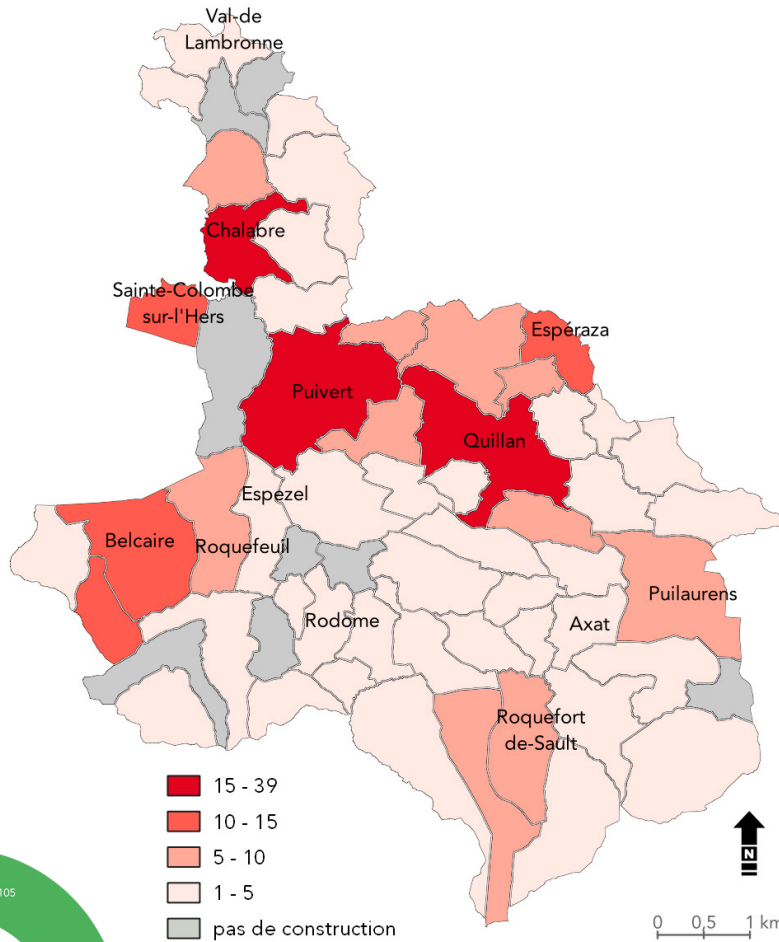 Val-de
Lambronne
Chalabre
Sainte-Colombe
sur-l'Hers
Espéraza
Puivert
Quillan
Espezel
Belcaire
Roquefeuil
Puilaurens
Rodome
Axat
Roquefort
de-Sault
15 - 39
10 - 15
5 - 10
1 - 5
pas de construction
N
105
0 0,5 1 km